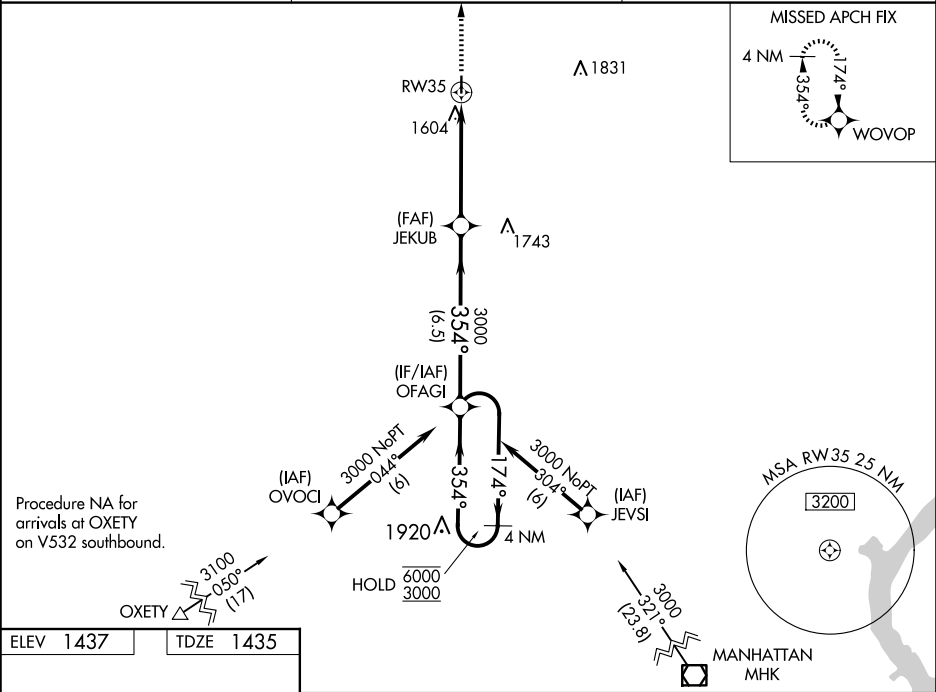 MISSED APCH FIX
4 NM
354°
174°
WOVOP
RW35
1831
1604
(FAF)
JEKUB
1743
3000
354°
(6.5)
(IF/IAF)
OFAGI
3000 NoPT
044°
(6)
3000 NoPT
304°
(6)
(IAF)
OVOCI
354°
174°
(IAF)
JEVSI
MSA RW35 25 NM
3200
Procedure NA for
arrivals at OXETY
on V532 southbound.
1920
4 NM
HOLD 6000
3000
3100
050°
(17)
OXETY
3000
321°
(23.8)
MANHATTAN
MHK
ELEV 1437
TDZE 1435